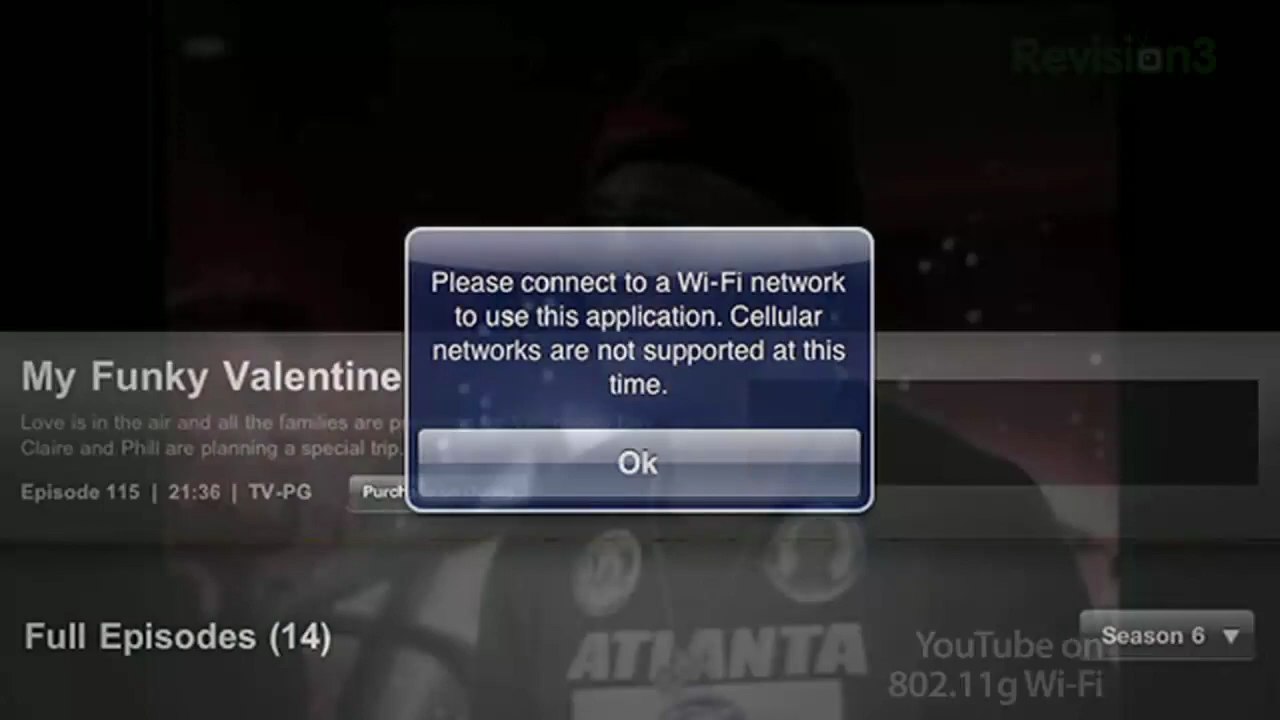 Revision3
Please connect to a Wi-Fi network
to use this application. Cellular
networks are not supported at this
time.
Ok
My Funky Valentine
Love is in the air and all the families are
Claire and Phill are planning a special trip.
Episode 115 | 21:36 | TV-PG
Full Episodes (14)
Season 6 ▼
ATLANTA
YouTube on
802.11g Wi-Fi